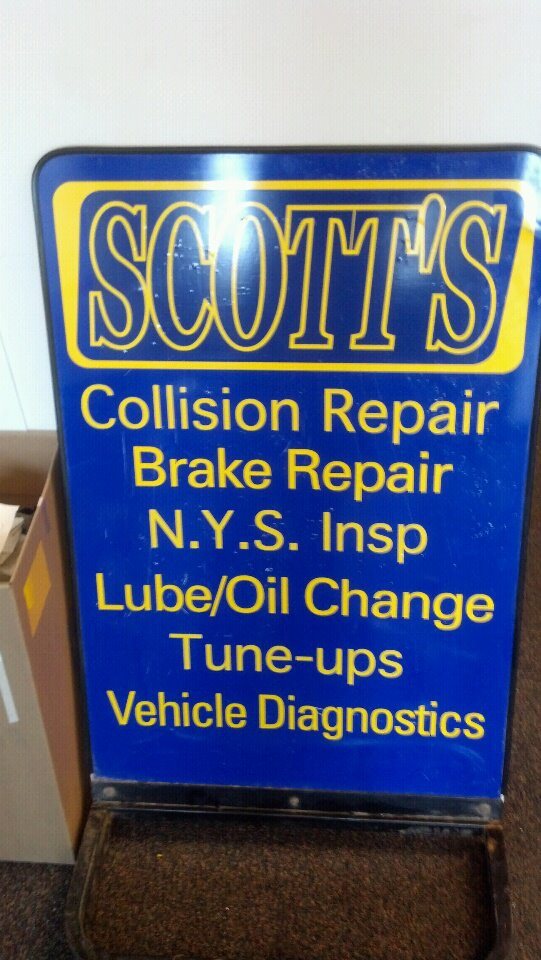 SCOTT'S
Collision Repair
Brake Repair
N.Y.S. Insp
Lube/Oil Change
Tune-ups
Vehicle Diagnostics